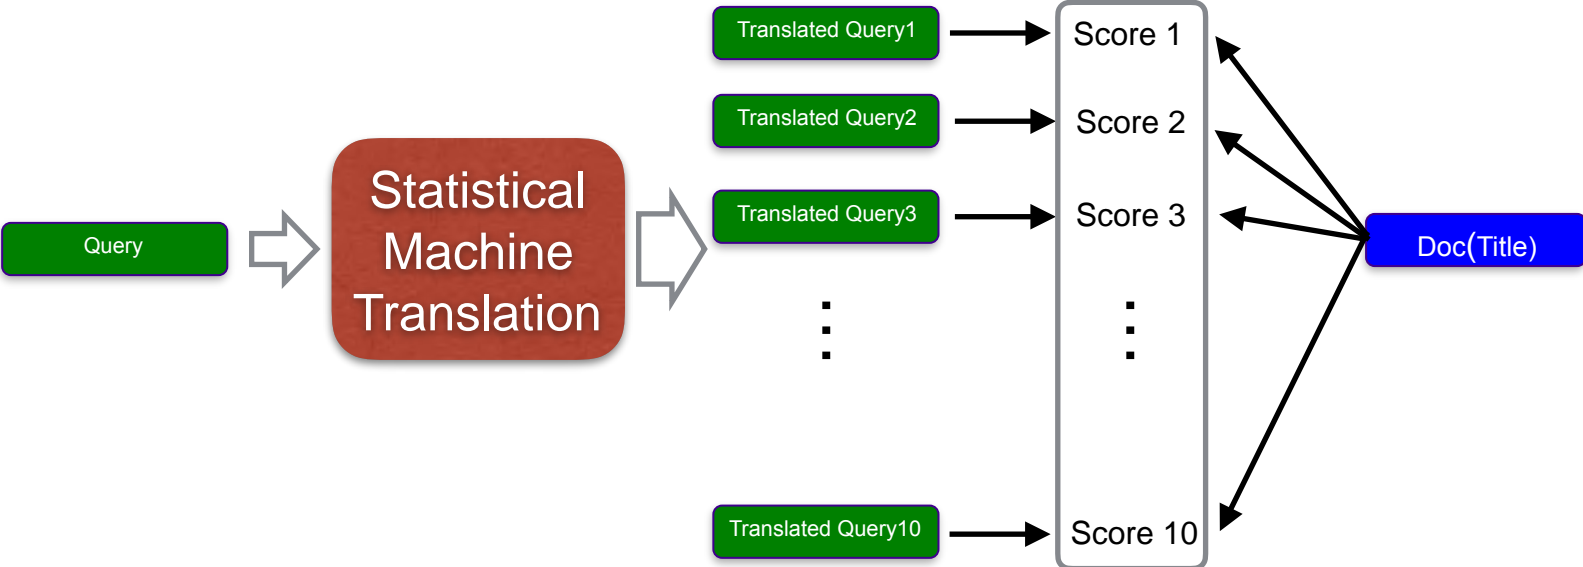 Query
Statistical
Machine
Translation
Translated Query1
Translated Query2
Translated Query3
Translated Query10
Score 1
Score 2
Score 3
Score 10
Doc(Title)